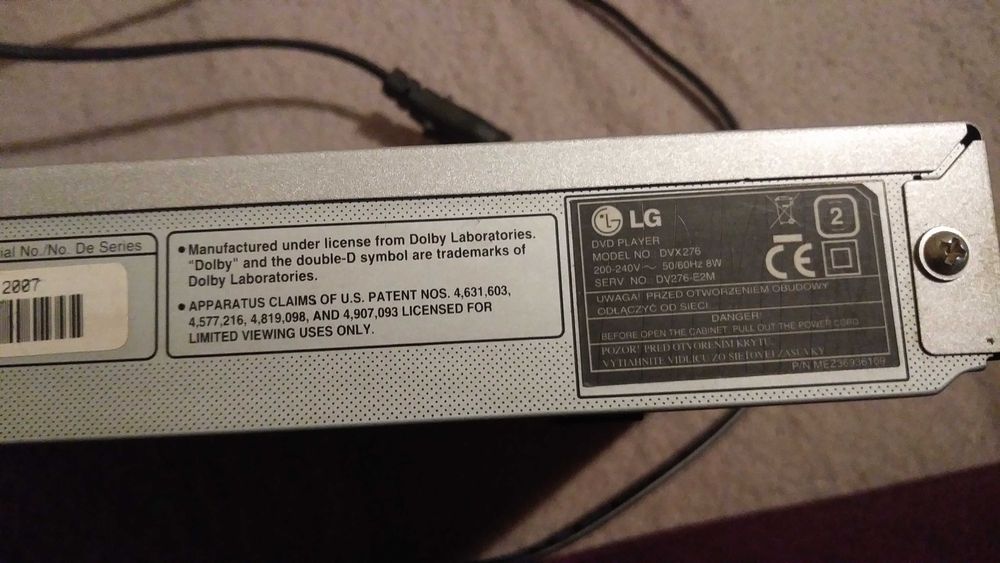 ial No./No. De Series
2007
• Manufactured under license from Dolby Laboratories.
"Dolby" and the double-D symbol are trademarks of
Dolby Laboratories.
• APPARATUS CLAIMS OF U.S. PATENT NOS. 4,631,603,
4,577,216, 4,819,098, AND 4,907,093 LICENSED FOR
LIMITED VIEWING USES ONLY.
LG
DVD PLAYER
MODEL NO. DVX276
200-240V~ 50/60Hz 8W
SERV NO. DV276-E2M
2
CE
UWAGA! PRZED OTWORZENIEM OBUDOWY
ODŁĄCZYĆ OD SIECI
DANGER!
BEFORE OPEN THE CABINET, PULL OUT THE POWER CORD
POZOR! PRED OTVORENIM KRYTU,
VYTIAHNITE VIDLICU ZO SIEŤOVEJ ZÁSUVKY
P/N ME236936109